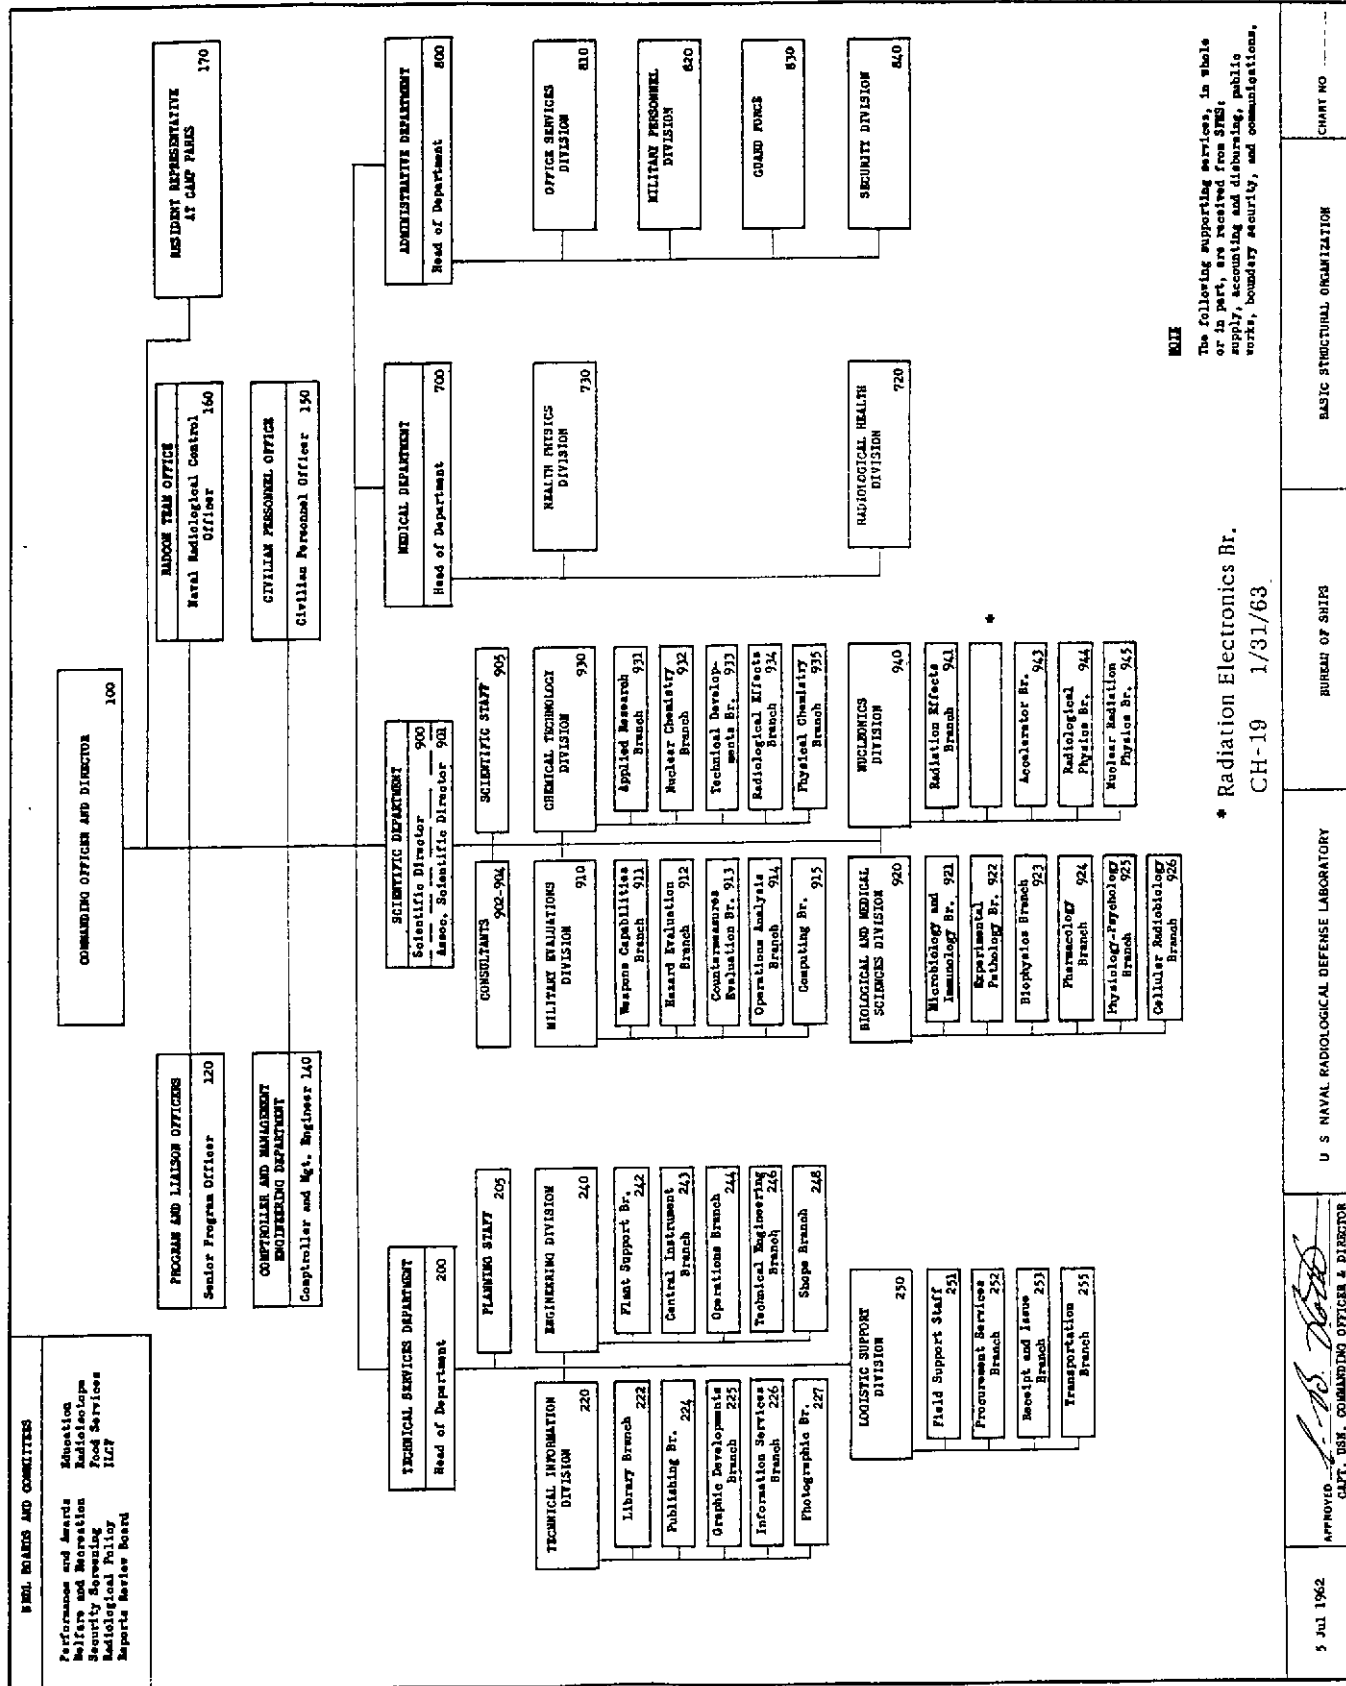 NRDL BOARDS AND COMMITTEES
Performance and Awards
Welfare and Recreation
Security Screening
Radiological Policy
Reports Review Board
Education
Radioisotope
Food Services
COMMANDING OFFICER AND DIRECTOR
100
PROGRAM AND LIAISON OFFICERS
Senior Program Officer 120
RADCON TEAM OFFICE
Naval Radiological Control
Officer 160
RESIDENT REPRESENTATIVE
AT CAMP PARKS
170
COMPTROLLER AND MANAGEMENT
ENGINEERING DEPARTMENT
Comptroller and Mgt. Engineer 140
CIVILIAN PERSONNEL OFFICE
Civilian Personnel Officer 150
TECHNICAL SERVICES DEPARTMENT
Head of Department 200
PLANNING STAFF
205
TECHNICAL INFORMATION
DIVISION
220
Library Branch
222
Publishing Br.
224
Graphic Developments
Branch 225
Information Services
Branch 226
Photographic Br.
227
ENGINEERING DIVISION
240
Plant Support Br.
242
Central Instrument
Branch 243
Operations Branch
244
Technical Engineering
Branch 246
Shops Branch
248
LOGISTIC SUPPORT
DIVISION
250
Field Support Staff
251
Procurement Services
Branch 252
Receipt and Issue
Branch 253
Transportation
Branch 255
SCIENTIFIC DEPARTMENT
Scientific Director 900
Assoc. Scientific Director 901
CONSULTANTS
902-904
SCIENTIFIC STAFF
905
MILITARY EVALUATIONS
DIVISION
910
Weapons Capabilities
Branch 911
Hazard Evaluation
Branch 912
Countermeasures
Evaluation Br. 913
Operations Analysis
Branch 914
Computing Br.
915
CHEMICAL TECHNOLOGY
DIVISION
930
Applied Research
Branch 931
Nuclear Chemistry
Branch 932
Technical Develop-
ments Br. 933
Radiological Effects
Branch 934
Physical Chemistry
Branch 935
BIOLOGICAL AND MEDICAL
SCIENCES DIVISION
920
Microbiology and
Immunology Br. 921
Experimental
Pathology Br. 922
Biophysics Branch
923
Pharmacology
Branch 924
Physiology-Psychology
Branch 925
Cellular Radiobiology
Branch 926
NUCLEONICS
DIVISION
940
Radiation Effects
Branch 941
*
Accelerator Br.
943
Radiological
Physics Br. 944
Nuclear Radiation
Physics Br. 945
MEDICAL DEPARTMENT
Head of Department 700
HEALTH PHYSICS
DIVISION
730
RADIOLOGICAL HEALTH
DIVISION
720
ADMINISTRATIVE DEPARTMENT
Head of Department 800
OFFICE SERVICES
DIVISION
810
MILITARY PERSONNEL
DIVISION
820
GUARD FORCE
830
SECURITY DIVISION
840
* Radiation Electronics Br.
CH-19 1/31/63
NOTE
The following supporting services, in whole
or in part, are received from SFNS:
supply, accounting and disbursing, public
works, boundary security, and communications.
5 Jul 1962
APPROVED
CAPT. USN. COMMANDING OFFICER & DIRECTOR
U S NAVAL RADIOLOGICAL DEFENSE LABORATORY
BUREAU OF SHIPS
BASIC STRUCTURAL ORGANIZATION
CHART NO